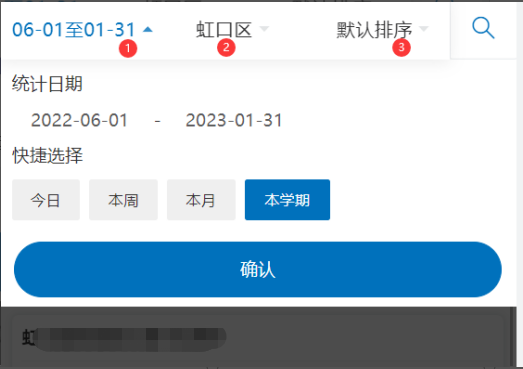 06-01至01-31 虹口区 默认排序
1 2 3
统计日期
2022-06-01 - 2023-01-31
快捷选择
今日 本周 本月 本学期
确认
虹